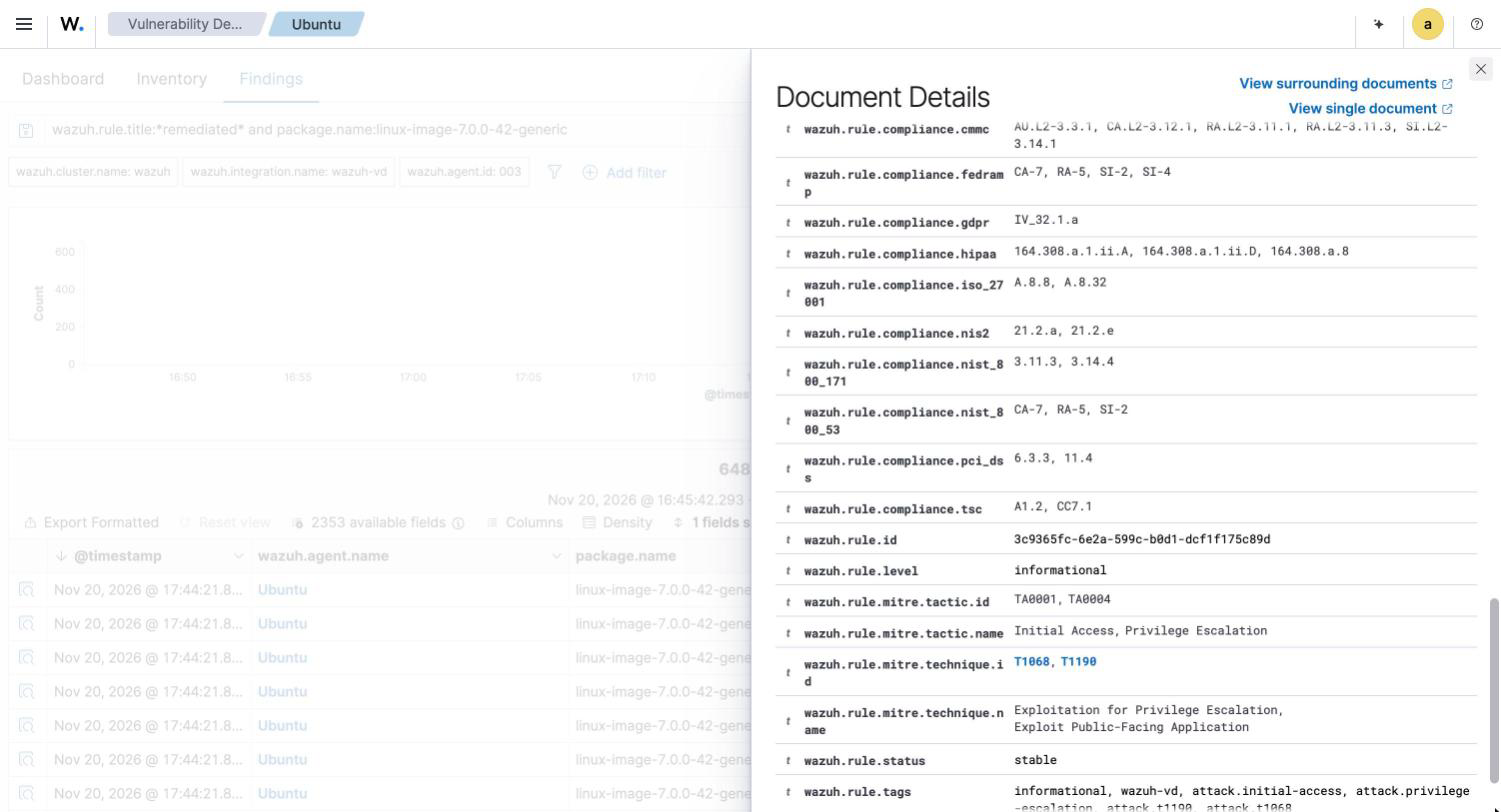 W.
Vulnerability De...
Ubuntu
a
Dashboard
Inventory
Findings
wazuh.rule.title:*remediated* and package.name:linux-image-7.0.0-42-generic
wazuh.cluster.name: wazuh
wazuh.integration.name: wazuh-vd
wazuh.agent.id: 003
Add filter
600
400
200
0
Count
16:50
16:55
17:00
17:05
17:10
1
@times
648
Nov 20, 2026 @ 16:45:42.293 -
Export Formatted
Reset view
2353 available fields
Columns
Density
1 fields s
@timestamp
wazuh.agent.name
package.name
Nov 20, 2026 @ 17:44:21.8... Ubuntu linux-image-7.0.0-42-gene
Nov 20, 2026 @ 17:44:21.8... Ubuntu linux-image-7.0.0-42-gene
Nov 20, 2026 @ 17:44:21.8... Ubuntu linux-image-7.0.0-42-gene
Nov 20, 2026 @ 17:44:21.8... Ubuntu linux-image-7.0.0-42-gene
Nov 20, 2026 @ 17:44:21.8... Ubuntu linux-image-7.0.0-42-gene
Nov 20, 2026 @ 17:44:21.8... Ubuntu linux-image-7.0.0-42-gene
Nov 20, 2026 @ 17:44:21.8... Ubuntu linux-image-7.0.0-42-gene
Document Details
View surrounding documents
View single document
t wazuh.rule.compliance.cmmc AU.L2-3.3.1, CA.L2-3.12.1, RA.L2-3.11.1, RA.L2-3.11.3, SI.L2-
3.14.1
t wazuh.rule.compliance.fedram CA-7, RA-5, SI-2, SI-4
p
t wazuh.rule.compliance.gdpr IV_32.1.a
t wazuh.rule.compliance.hipaa 164.308.a.1.ii.A, 164.308.a.1.ii.D, 164.308.a.8
t wazuh.rule.compliance.iso_27 A.8.8, A.8.32
001
t wazuh.rule.compliance.nis2 21.2.a, 21.2.e
t wazuh.rule.compliance.nist_8 3.11.3, 3.14.4
00_171
t wazuh.rule.compliance.nist_8 CA-7, RA-5, SI-2
00_53
t wazuh.rule.compliance.pci_ds 6.3.3, 11.4
s
t wazuh.rule.compliance.tsc A1.2, CC7.1
t wazuh.rule.id 3c9365fc-6e2a-599c-b0d1-dcf1f175c89d
t wazuh.rule.level informational
t wazuh.rule.mitre.tactic.id TA0001, TA0004
t wazuh.rule.mitre.tactic.name Initial Access, Privilege Escalation
t wazuh.rule.mitre.technique.i T1068, T1190
d
t wazuh.rule.mitre.technique.n Exploitation for Privilege Escalation,
ame Exploit Public-Facing Application
t wazuh.rule.status stable
t wazuh.rule.tags informational, wazuh-vd, attack.initial-access, attack.privilege
-escalation, attack.t1190, attack.t1068